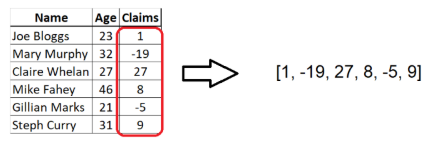 Name Age Claims
Joe Bloggs 23 1
Mary Murphy 32 -19
Claire Whelan 27 27
Mike Fahey 46 8
Gillian Marks 21 -5
Steph Curry 31 9
[1, -19, 27, 8, -5, 9]